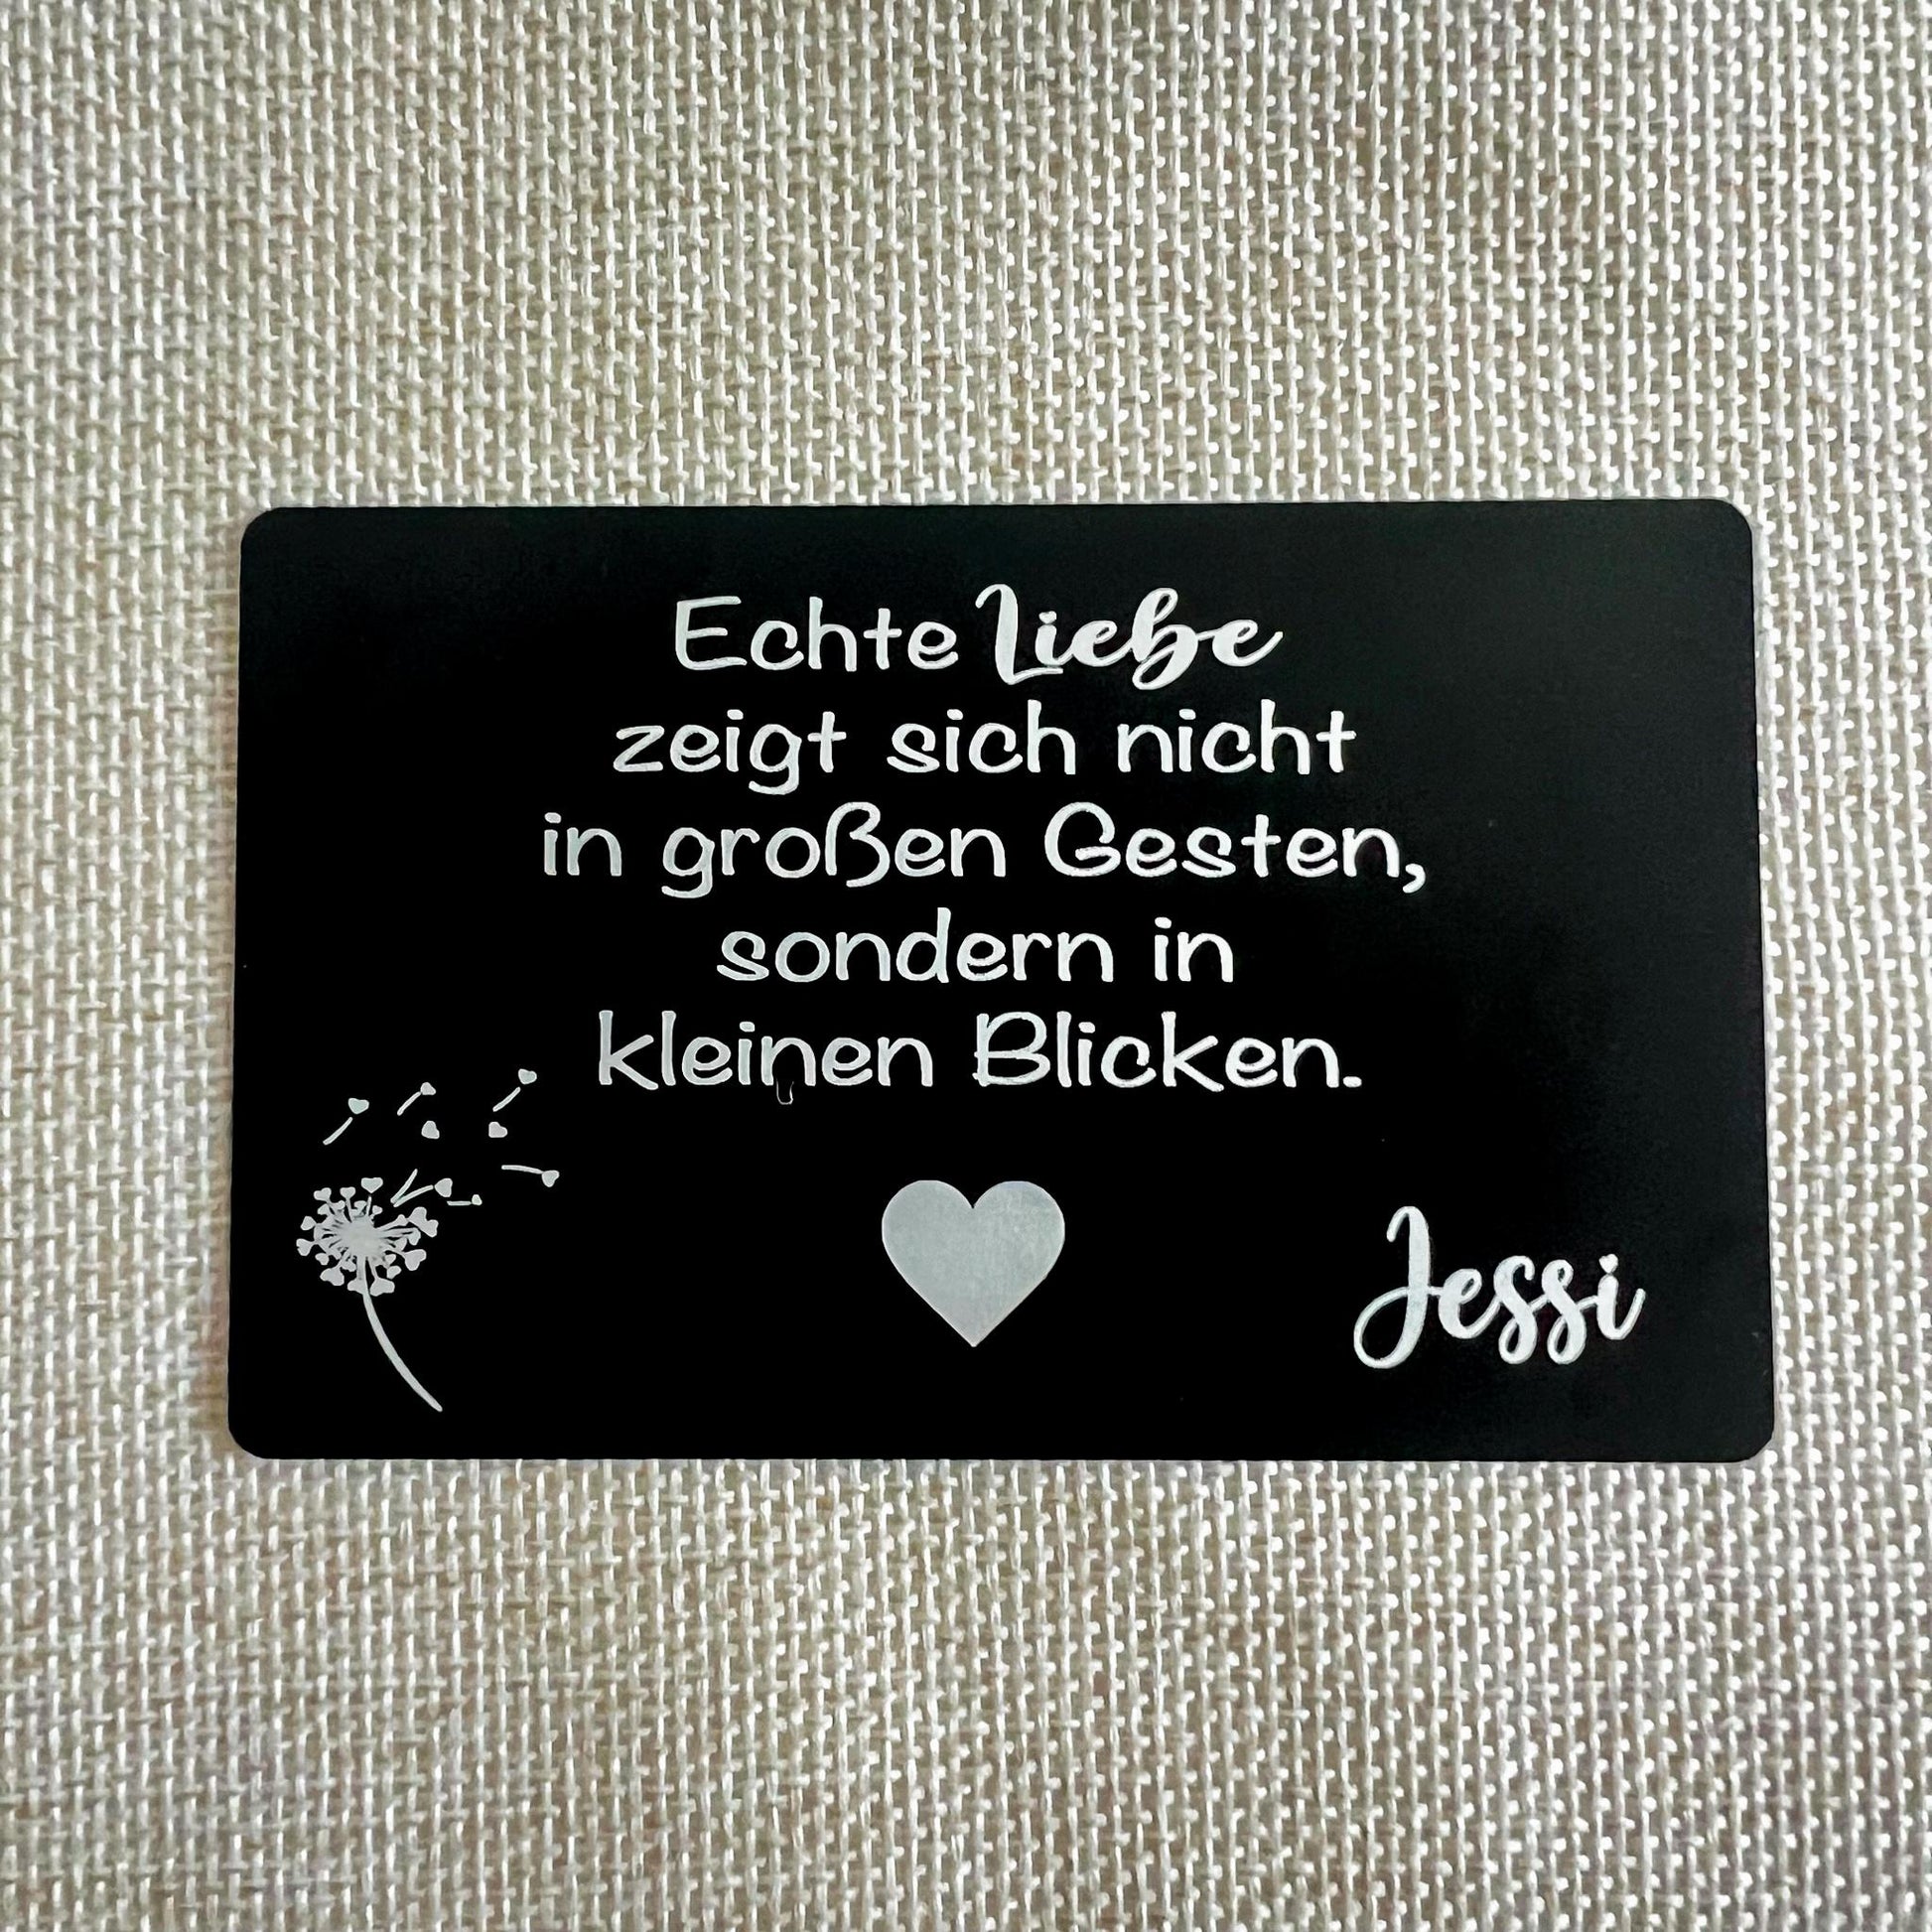 Echte Liebe
zeigt sich nicht
in großen Gesten,
sondern in
kleinen Blicken.
Jessi